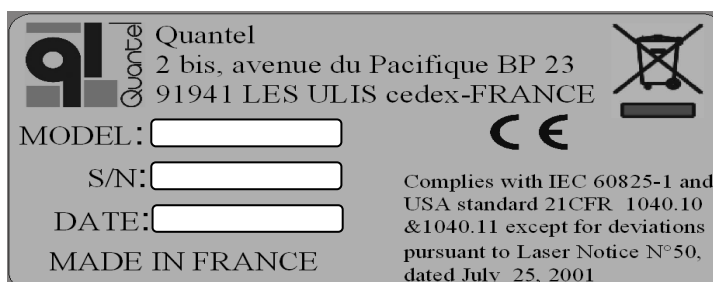 Quantel
Quantel
2 bis, avenue du Pacifique BP 23
91941 LES ULIS cedex-FRANCE
MODEL:
S/N:
DATE:
MADE IN FRANCE
CE
Complies with IEC 60825-1 and
USA standard 21CFR 1040.10
&1040.11 except for deviations
pursuant to Laser Notice N°50,
dated July 25, 2001